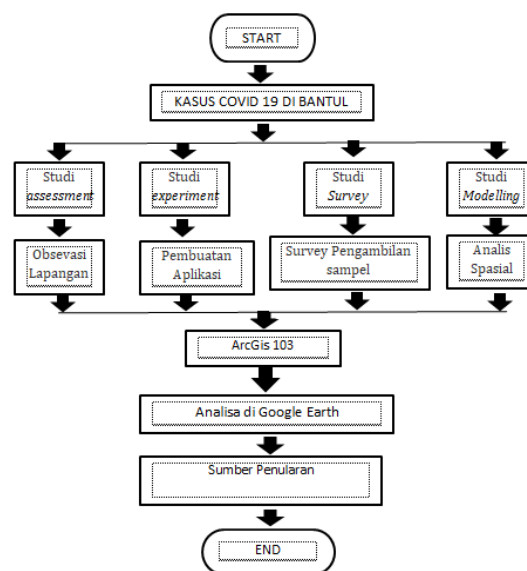 START
KASUS COVID 19 DI BANTUL
Studi
assessment
Studi
experiment
Studi
Survey
Studi
Modelling
Obsevasi
Lapangan
Pembuatan
Aplikasi
Survey Pengambilan
sampel
Analis
Spasial
ArcGis 103
Analisa di Google Earth
Sumber Penularan
END